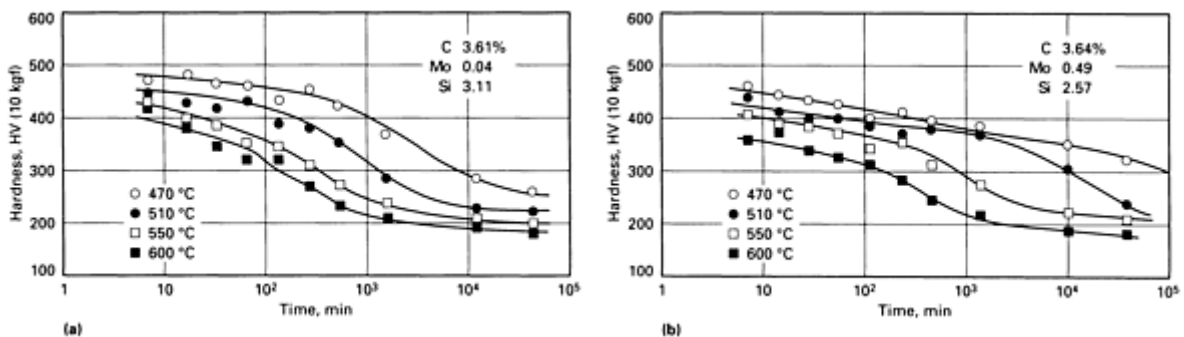 600
500
400
300
200
100
Hardness, HV (10 kgf)
C 3.61%
Mo 0.04
Si 3.11
470 °C
510 °C
550 °C
600 °C
1 10 10² 10³ 10⁴ 10⁵
Time, min
(a)
600
500
400
300
200
100
Hardness, HV (10 kgf)
C 3.64%
Mo 0.49
Si 2.57
470 °C
510 °C
550 °C
600 °C
1 10 10² 10³ 10⁴ 10⁵
Time, min
(b)